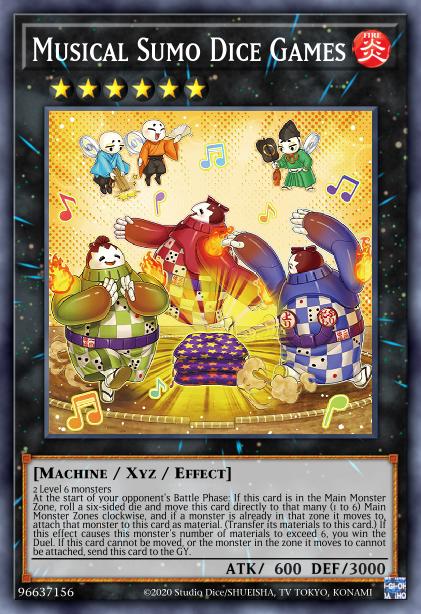 MUSICAL SUMO DICE GAMES
FIRE
炎
[MACHINE / XYZ / EFFECT]
2 Level 6 monsters
At the start of your opponent's Battle Phase: If this card is in the Main Monster
Zone, roll a six-sided die and move this card directly to that many (1 to 6) Main
Monster Zones clockwise, and if a monster is already in that zone it moves to,
attach that monster to this card as material. (Transfer its materials to this card.) If
this effect causes this monster's number of materials to exceed 6, you win the
Duel. If this card cannot be moved, or the monster in the zone it moves to cannot
be attached, send this card to the GY.
ATK/ 600 DEF/3000
96637156
©2020 Studio Dice/SHUEISHA, TV TOKYO, KONAMI